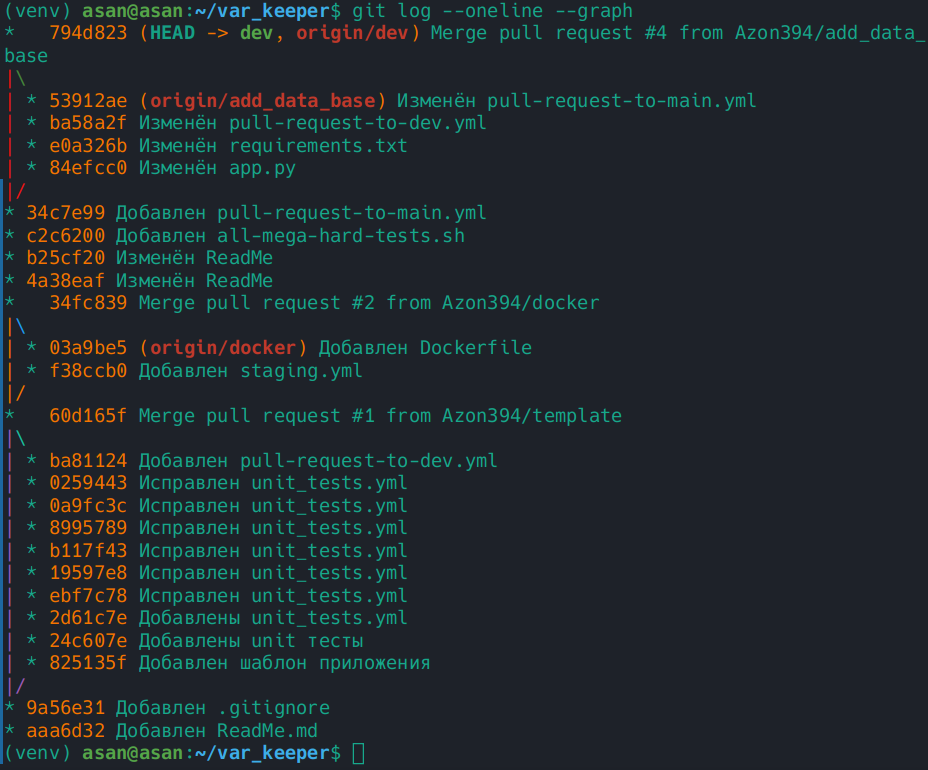 (venv) asan@asan:~/var_keeper$ git log --oneline --graph
*   794d823 (HEAD -> dev, origin/dev) Merge pull request #4 from Azon394/add_data_
base
|\
| * 53912ae (origin/add_data_base) Изменён pull-request-to-main.yml
| * ba58a2f Изменён pull-request-to-dev.yml
| * e0a326b Изменён requirements.txt
| * 84efcc0 Изменён app.py
|/
* 34c7e99 Добавлен pull-request-to-main.yml
* c2c6200 Добавлен all-mega-hard-tests.sh
* b25cf20 Изменён ReadMe
* 4a38eaf Изменён ReadMe
*   34fc839 Merge pull request #2 from Azon394/docker
|\
| * 03a9be5 (origin/docker) Добавлен Dockerfile
| * f38ccb0 Добавлен staging.yml
|/
*   60d165f Merge pull request #1 from Azon394/template
|\
| * ba81124 Добавлен pull-request-to-dev.yml
| * 0259443 Исправлен unit_tests.yml
| * 0a9fc3c Исправлен unit_tests.yml
| * 8995789 Исправлен unit_tests.yml
| * b117f43 Исправлен unit_tests.yml
| * 19597e8 Исправлен unit_tests.yml
| * ebf7c78 Исправлен unit_tests.yml
| * 2d61c7e Добавлены unit_tests.yml
| * 24c607e Добавлены unit тесты
| * 825135f Добавлен шаблон приложения
|/
* 9a56e31 Добавлен .gitignore
* aaa6d32 Добавлен ReadMe.md
(venv) asan@asan:~/var_keeper$